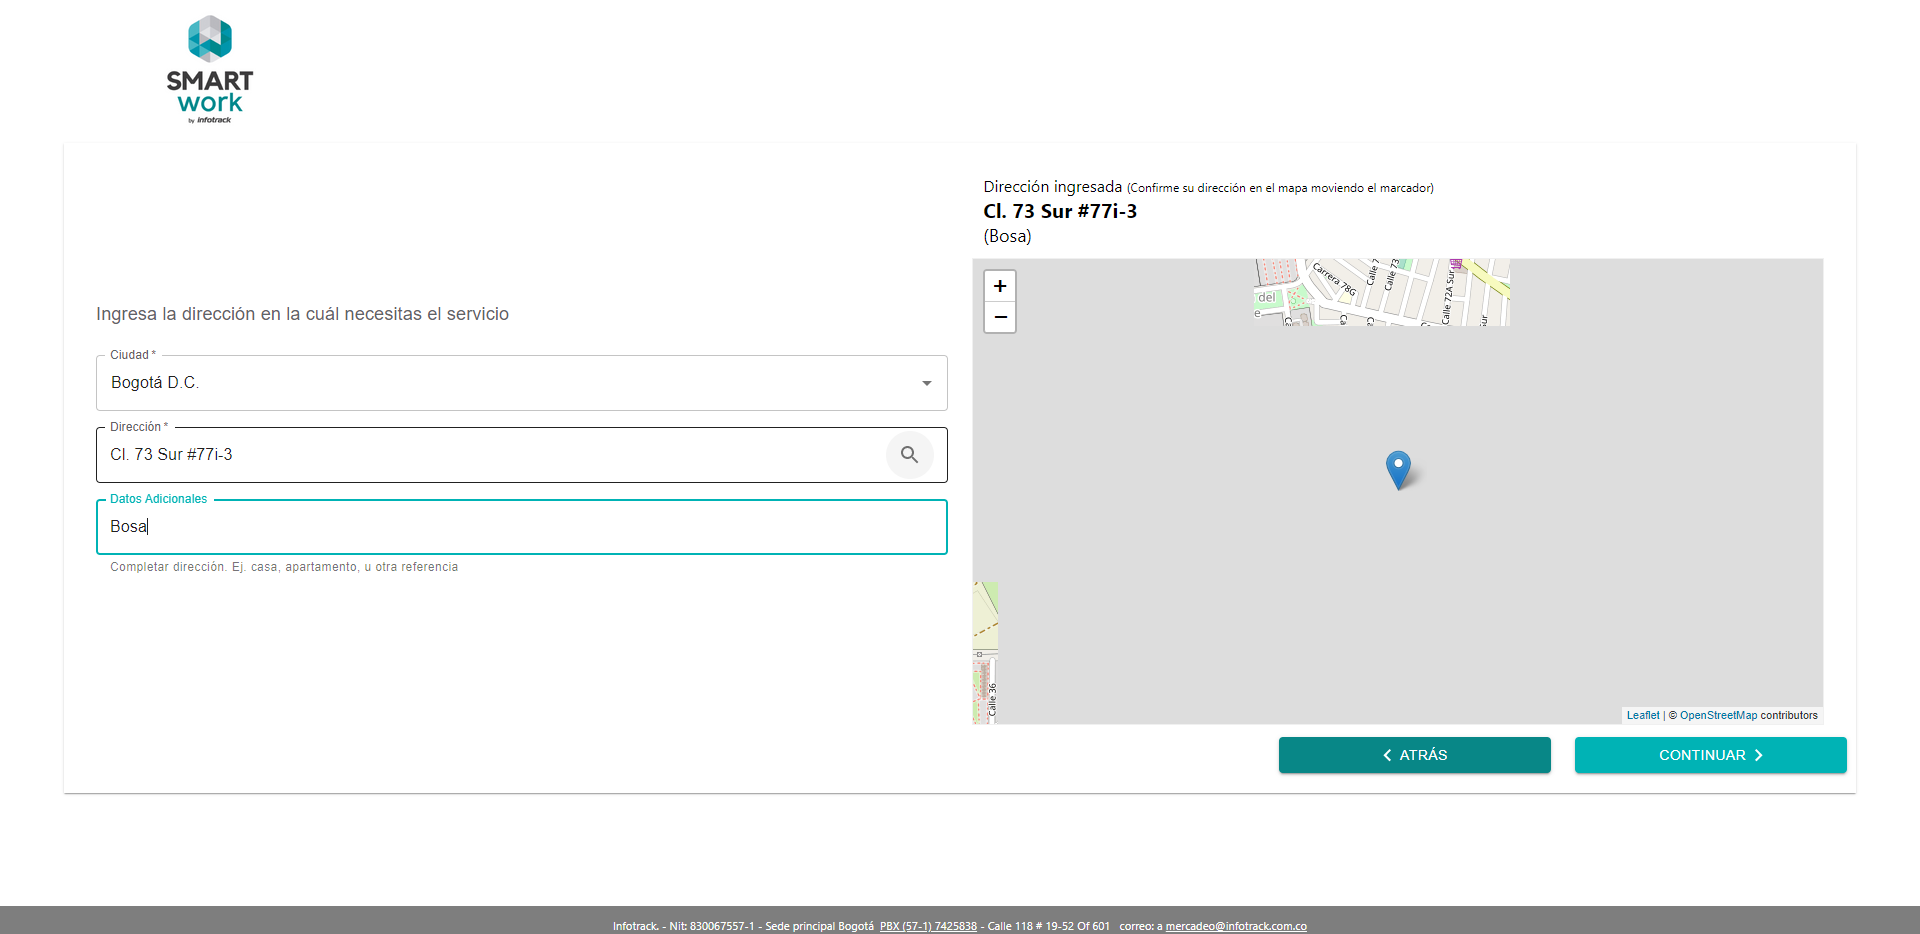 SMART
work
by infotrack
Ingresa la dirección en la cuál necesitas el servicio
Ciudad *
Bogotá D.C.
Dirección *
Cl. 73 Sur #77i-3
Datos Adicionales
Bosa
Completar dirección. Ej. casa, apartamento, u otra referencia
Dirección ingresada (Confirme su dirección en el mapa moviendo el marcador)
Cl. 73 Sur #77i-3
(Bosa)
+
−
Carrera 78G
Calle 7
Calle 73
Calle 72A Sur
del
e
Ca
Ca
Ca
ur
Calle 36
Leaflet | © OpenStreetMap contributors
ATRÁS
CONTINUAR
Infotrack. - Nit: 830067557-1 - Sede principal Bogotá PBX (57-1) 7425838 - Calle 118 # 19-52 Of 601 correo: a mercadeo@infotrack.com.co